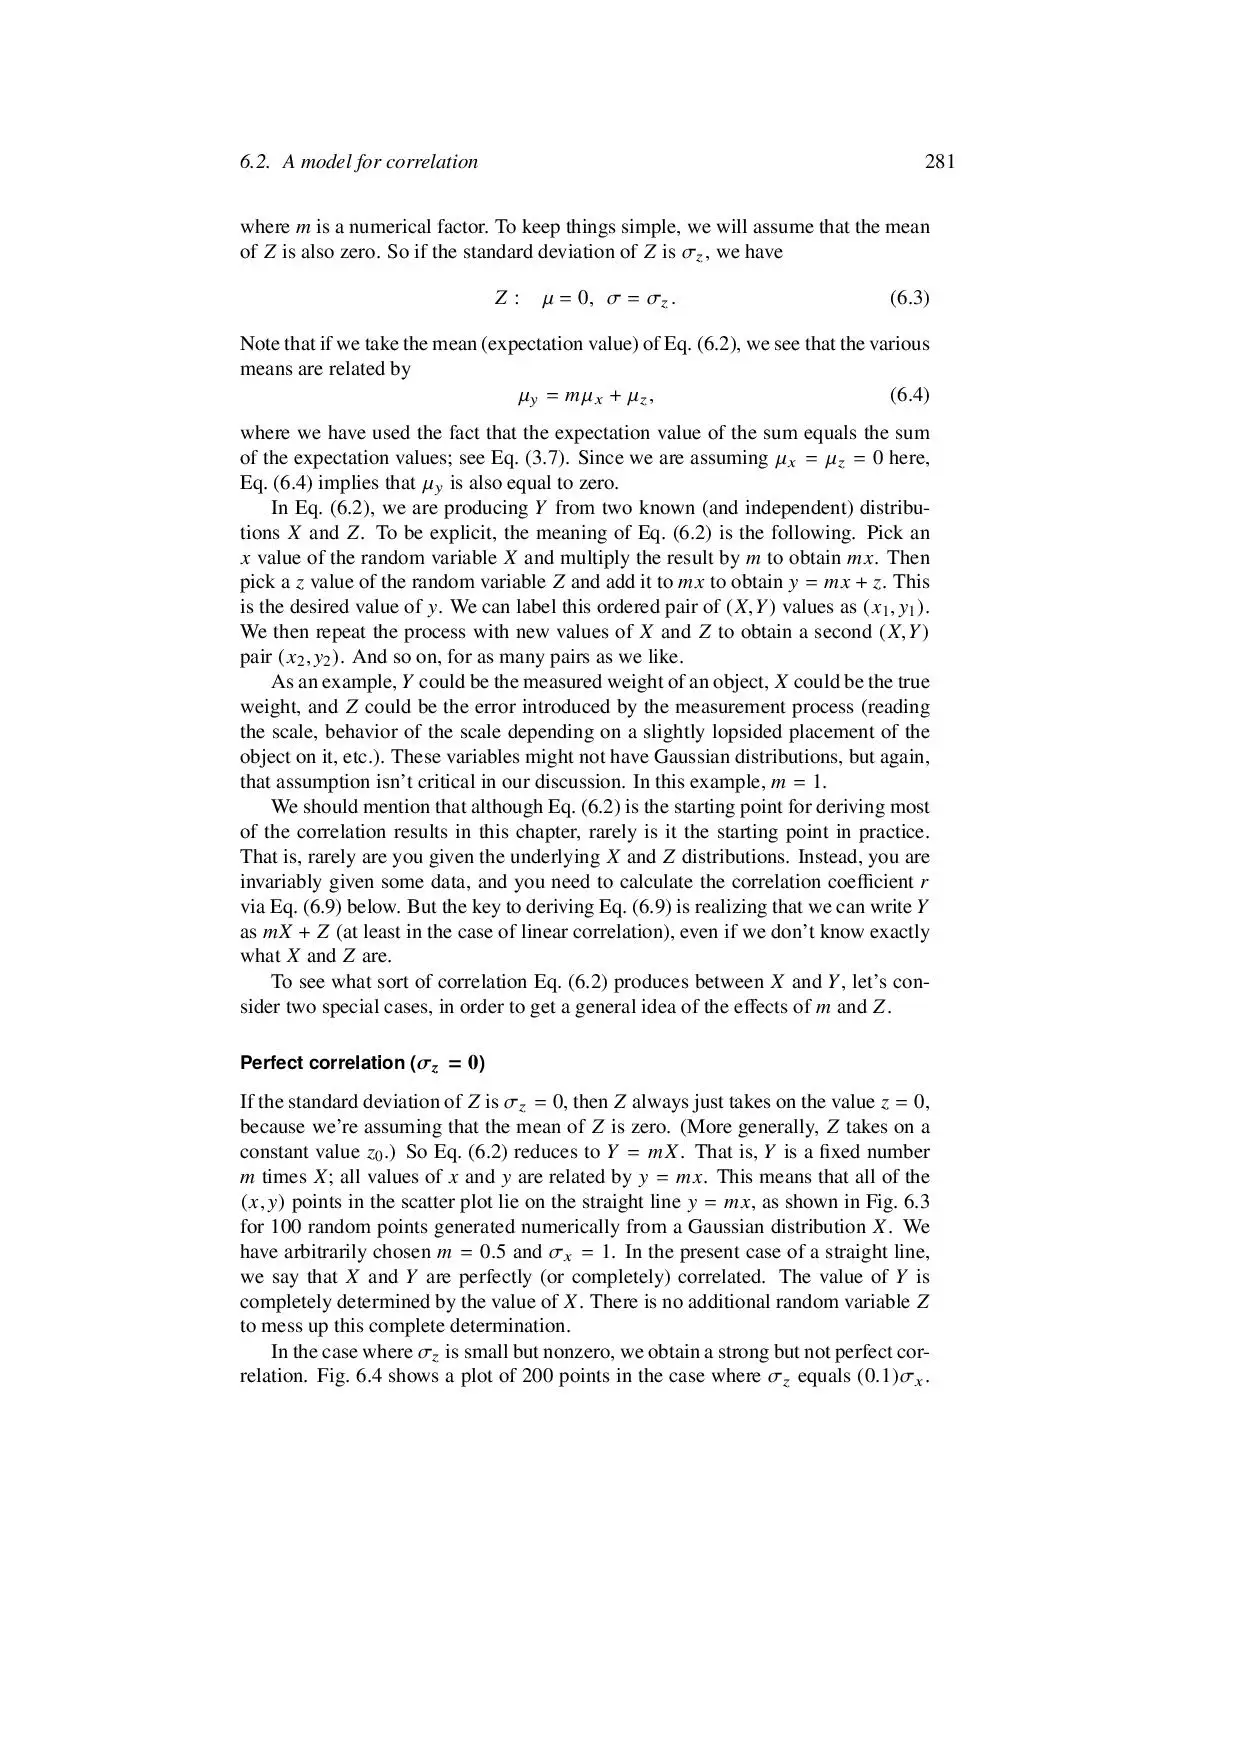 6.2. A model for correlation 281
where m is a numerical factor. To keep things simple, we will assume that the mean
of Z is also zero. So if the standard deviation of Z is σz, we have
Z : μ = 0, σ = σz. (6.3)
Note that if we take the mean (expectation value) of Eq. (6.2), we see that the various
means are related by
μy = mμx + μz, (6.4)
where we have used the fact that the expectation value of the sum equals the sum
of the expectation values; see Eq. (3.7). Since we are assuming μx = μz = 0 here,
Eq. (6.4) implies that μy is also equal to zero.
In Eq. (6.2), we are producing Y from two known (and independent) distribu-
tions X and Z. To be explicit, the meaning of Eq. (6.2) is the following. Pick an
x value of the random variable X and multiply the result by m to obtain mx. Then
pick a z value of the random variable Z and add it to mx to obtain y = mx + z. This
is the desired value of y. We can label this ordered pair of (X,Y) values as (x1, y1).
We then repeat the process with new values of X and Z to obtain a second (X,Y)
pair (x2, y2). And so on, for as many pairs as we like.
As an example, Y could be the measured weight of an object, X could be the true
weight, and Z could be the error introduced by the measurement process (reading
the scale, behavior of the scale depending on a slightly lopsided placement of the
object on it, etc.). These variables might not have Gaussian distributions, but again,
that assumption isn't critical in our discussion. In this example, m = 1.
We should mention that although Eq. (6.2) is the starting point for deriving most
of the correlation results in this chapter, rarely is it the starting point in practice.
That is, rarely are you given the underlying X and Z distributions. Instead, you are
invariably given some data, and you need to calculate the correlation coefficient r
via Eq. (6.9) below. But the key to deriving Eq. (6.9) is realizing that we can write Y
as mX + Z (at least in the case of linear correlation), even if we don't know exactly
what X and Z are.
To see what sort of correlation Eq. (6.2) produces between X and Y, let's con-
sider two special cases, in order to get a general idea of the effects of m and Z.
Perfect correlation (σz = 0)
If the standard deviation of Z is σz = 0, then Z always just takes on the value z = 0,
because we're assuming that the mean of Z is zero. (More generally, Z takes on a
constant value z0.) So Eq. (6.2) reduces to Y = mX. That is, Y is a fixed number
m times X; all values of x and y are related by y = mx. This means that all of the
(x, y) points in the scatter plot lie on the straight line y = mx, as shown in Fig. 6.3
for 100 random points generated numerically from a Gaussian distribution X. We
have arbitrarily chosen m = 0.5 and σx = 1. In the present case of a straight line,
we say that X and Y are perfectly (or completely) correlated. The value of Y is
completely determined by the value of X. There is no additional random variable Z
to mess up this complete determination.
In the case where σz is small but nonzero, we obtain a strong but not perfect cor-
relation. Fig. 6.4 shows a plot of 200 points in the case where σz equals (0.1)σx.